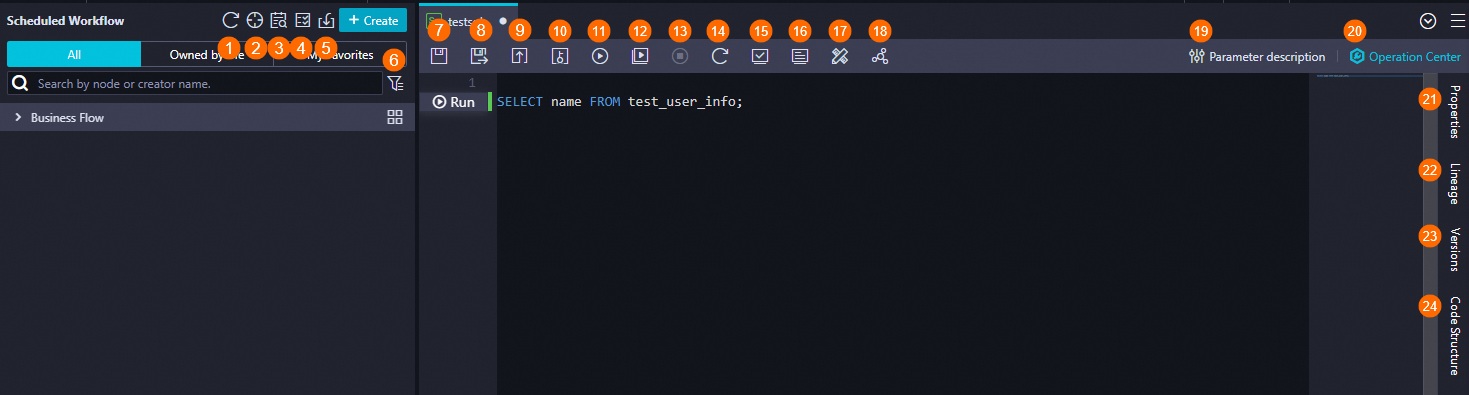 Scheduled Workflow
+ Create
1 2 3 4 5
All
Owned by Me
My Favorites
6
Search by node or creator name.
Business Flow
7 8 9 10 11 12 13 14 15 16 17 18 19 20
Parameter description
Operation Center
1
Run
SELECT name FROM test_user_info;
21
Properties
22
Lineage
23
Versions
24
Code Structure